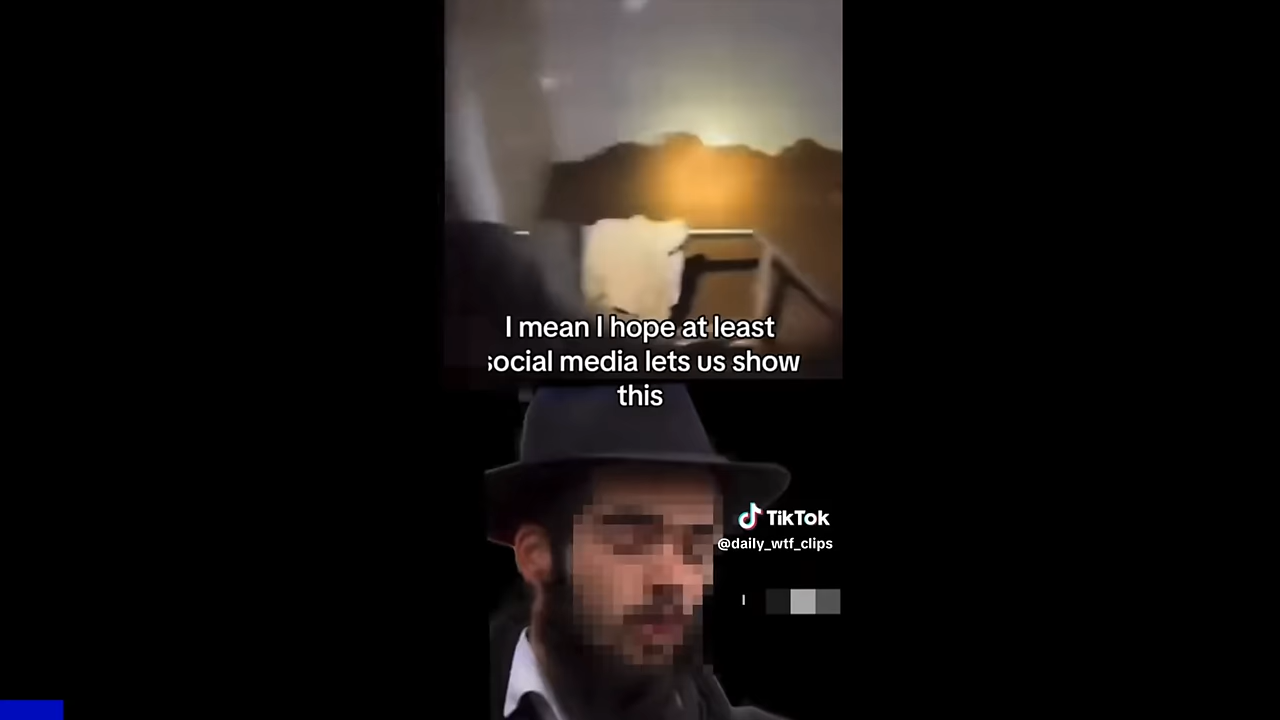 I mean I hope at least
social media lets us show
this
TikTok
@daily_wtf_clips
I